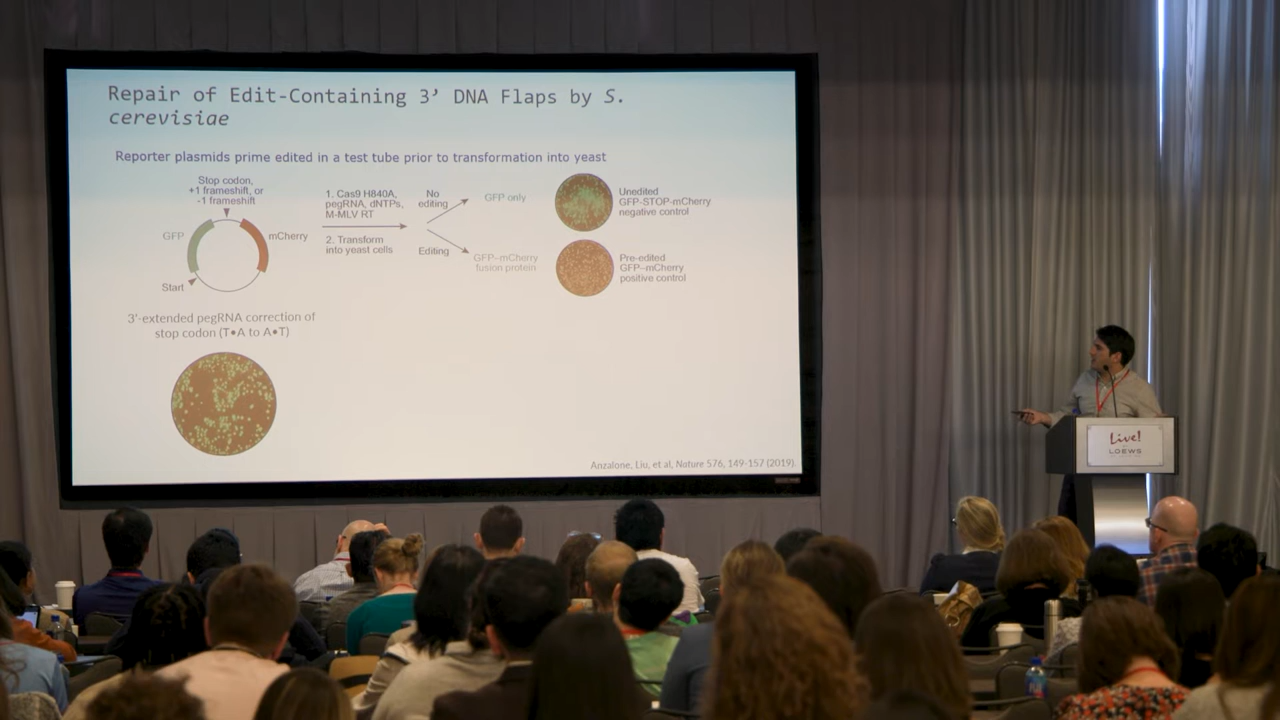 Repair of Edit-Containing 3’ DNA Flaps by S.
cerevisiae
Reporter plasmids prime edited in a test tube prior to transformation into yeast
Stop codon,
+1 frameshift, or
-1 frameshift
GFP
mCherry
Start
1. Cas9 H840A,
pegRNA, dNTPs,
M-MLV RT
2. Transform
into yeast cells
No
editing
Editing
GFP only
GFP–mCherry
fusion protein
Unedited
GFP-STOP-mCherry
negative control
Pre-edited
GFP–mCherry
positive control
3'-extended pegRNA correction of
stop codon (T•A to A•T)
Anzalone, Liu, et al, Nature 576, 149-157 (2019).
Live!
LOEWS